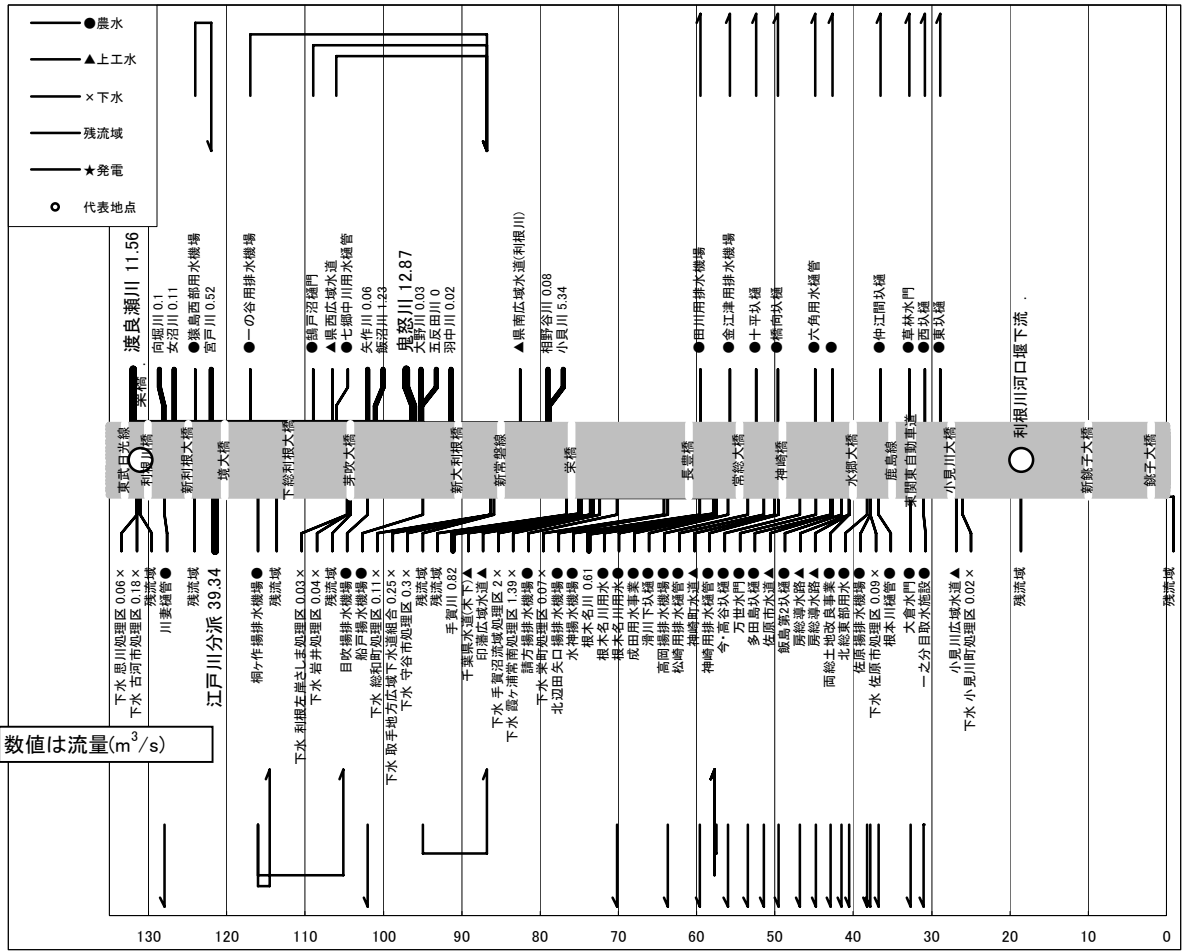 ●農水
▲上工水
×下水
残流域
★発電
代表地点
渡良瀬川 11.56
栗橋 .
向堀川 0.1
女沼川 0.11
●猿島西部用水機場
宮戸川 0.52
●一の谷用排水機場
●鵠戸沼樋門
▲県西広域水道
●七郷中川用水樋管
矢作川 0.06
飯沼川 1.23
鬼怒川 12.87
大野川 0.03
五反田川 0
羽中川 0.02
▲県南広域水道(利根川)
相野谷川 0.08
小貝川 5.34
●田川用排水機場
●金江津用排水機場
●十平圦樋
●橋向圦樋
●六角用水樋管
●
●仲江間圦樋
●草林水門
●西圦樋
●東圦樋
利根川河口堰下流 .
東武日光線
利根川橋
新利根大橋
境大橋
下総利根大橋
芽吹大橋
新大利根橋
新常磐線
栄橋
長豊橋
常総大橋
神崎橋
水郷大橋
鹿島線
東関東自動車道
小見川大橋
新銚子大橋
銚子大橋
下水 思川処理区 0.06 ×
下水 古河市処理区 0.18 ×
残流域
川妻樋管●
残流域
江戸川分派 39.34
桐ヶ作揚排水機場●
残流域
下水 利根左岸さしま処理区 0.03 ×
下水 岩井処理区 0.04 ×
残流域
目吹揚排水機場●
船戸揚水機場●
下水 総和町処理区 0.11 ×
下水 取手地方広域下水道組合 0.25 ×
下水 守谷市処理区 0.3 ×
残流域
残流域
手賀川 0.82
千葉県水道(木下)▲
印旛広域水道▲
下水 手賀沼流域処理区 2 ×
下水 霞ヶ浦常南処理区 1.39 ×
請方揚排水機場●
下水 栄町処理区 0.07 ×
北辺田矢口揚排水機場●
水神揚水機場●
根木名川 0.61
根木名川用水●
根木名川用水●
成田用水事業●
滑川下圦樋●
高岡揚排水機場●
松崎用排水樋管●
神崎町水道▲
神崎用排水樋管●
今・高谷圦樋●
万世水門●
多田島圦樋●
佐原市水道▲
飯島第2圦樋●
房総導水路▲
房総導水路▲
両総土地改良事業●
北総東部用水●
佐原揚排水機場●
下水 佐原市処理区 0.09 ×
根本川樋管●
大倉水門●
一之分目取水施設●
小見川広域水道▲
下水 小見川町処理区 0.02 ×
残流域
残流域
数値は流量(m³/s)
130 120 110 100 90 80 70 60 50 40 30 20 10 0